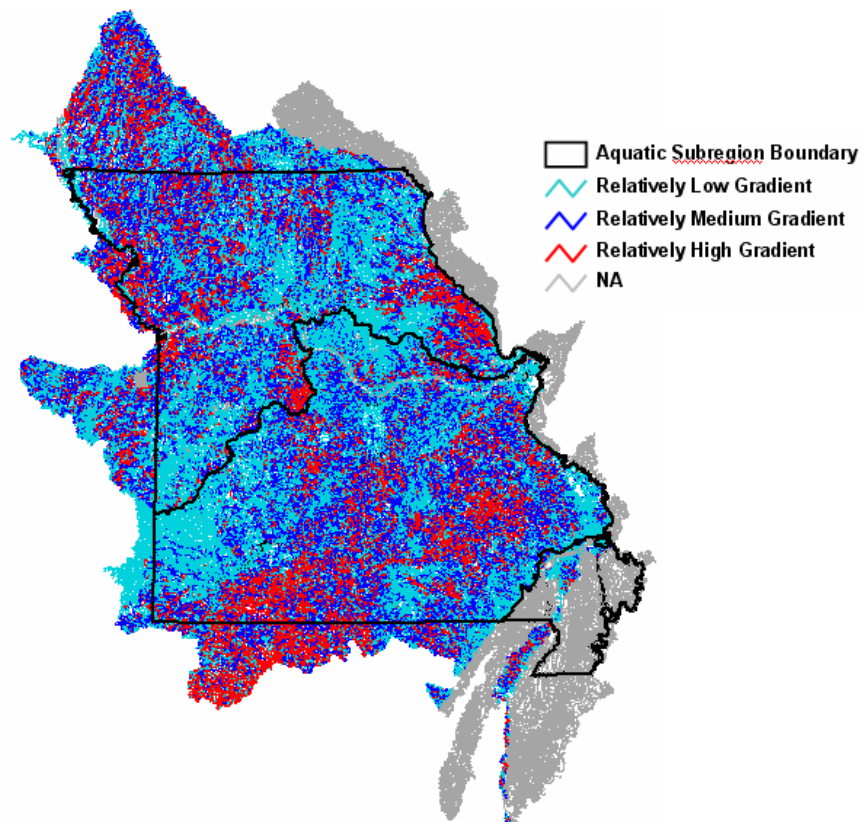 Aquatic Subregion Boundary
Relatively Low Gradient
Relatively Medium Gradient
Relatively High Gradient
NA